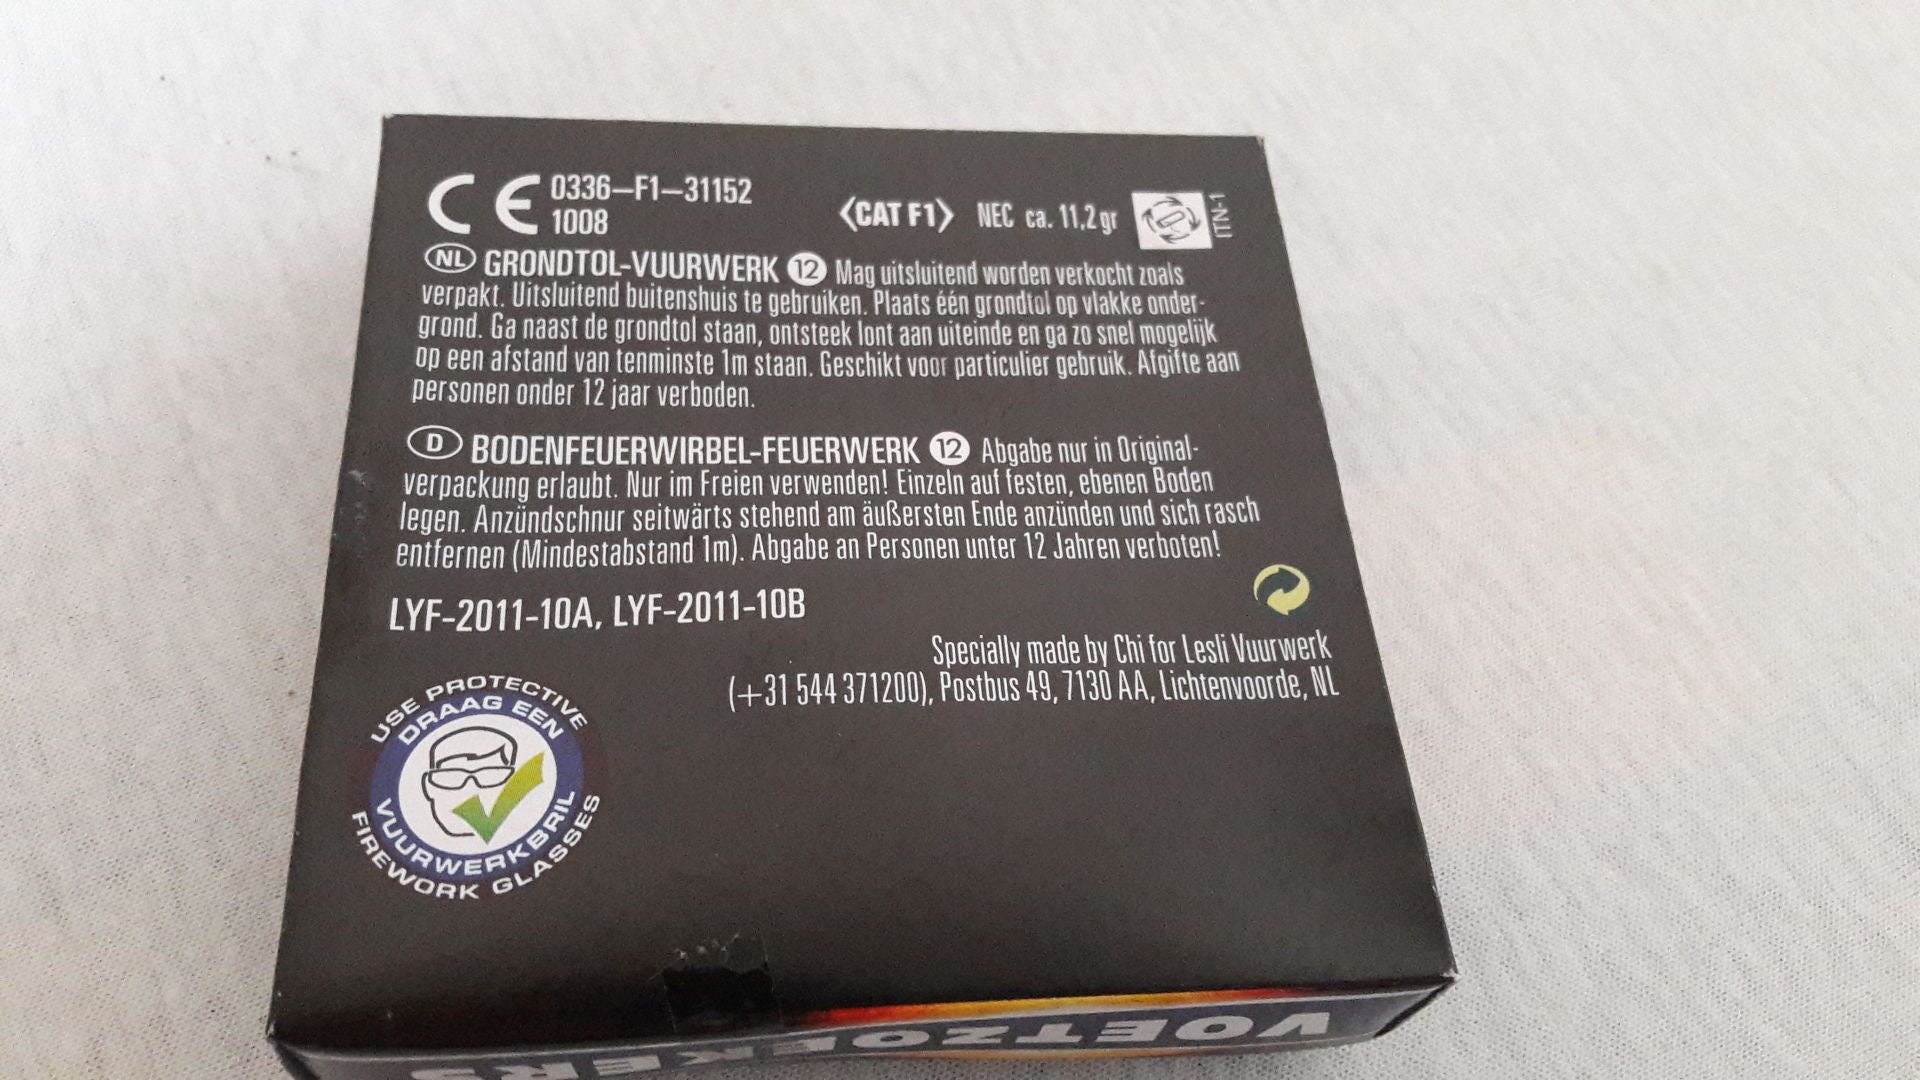 CE 0336–F1–31152
1008
⟨CAT F1⟩ NEC ca. 11,2 gr
ITN-1
NL GRONDTOL-VUURWERK 12 Mag uitsluitend worden verkocht zoals
verpakt. Uitsluitend buitenshuis te gebruiken. Plaats één grondtol op vlakke onder-
grond. Ga naast de grondtol staan, ontsteek lont aan uiteinde en ga zo snel mogelijk
op een afstand van tenminste 1m staan. Geschikt voor particulier gebruik. Afgifte aan
personen onder 12 jaar verboden.
D BODENFEUERWIRBEL-FEUERWERK 12 Abgabe nur in Original-
verpackung erlaubt. Nur im Freien verwenden! Einzeln auf festen, ebenen Boden
legen. Anzündschnur seitwärts stehend am äußersten Ende anzünden und sich rasch
entfernen (Mindestabstand 1m). Abgabe an Personen unter 12 Jahren verboten!
LYF-2011-10A, LYF-2011-10B
Specially made by Chi for Lesli Vuurwerk
(+31 544 371200), Postbus 49, 7130 AA, Lichtenvoorde, NL
USE PROTECTIVE
DRAAG EEN
VUURWERKBRIL
FIREWORK GLASSES
VOETZOEKERS